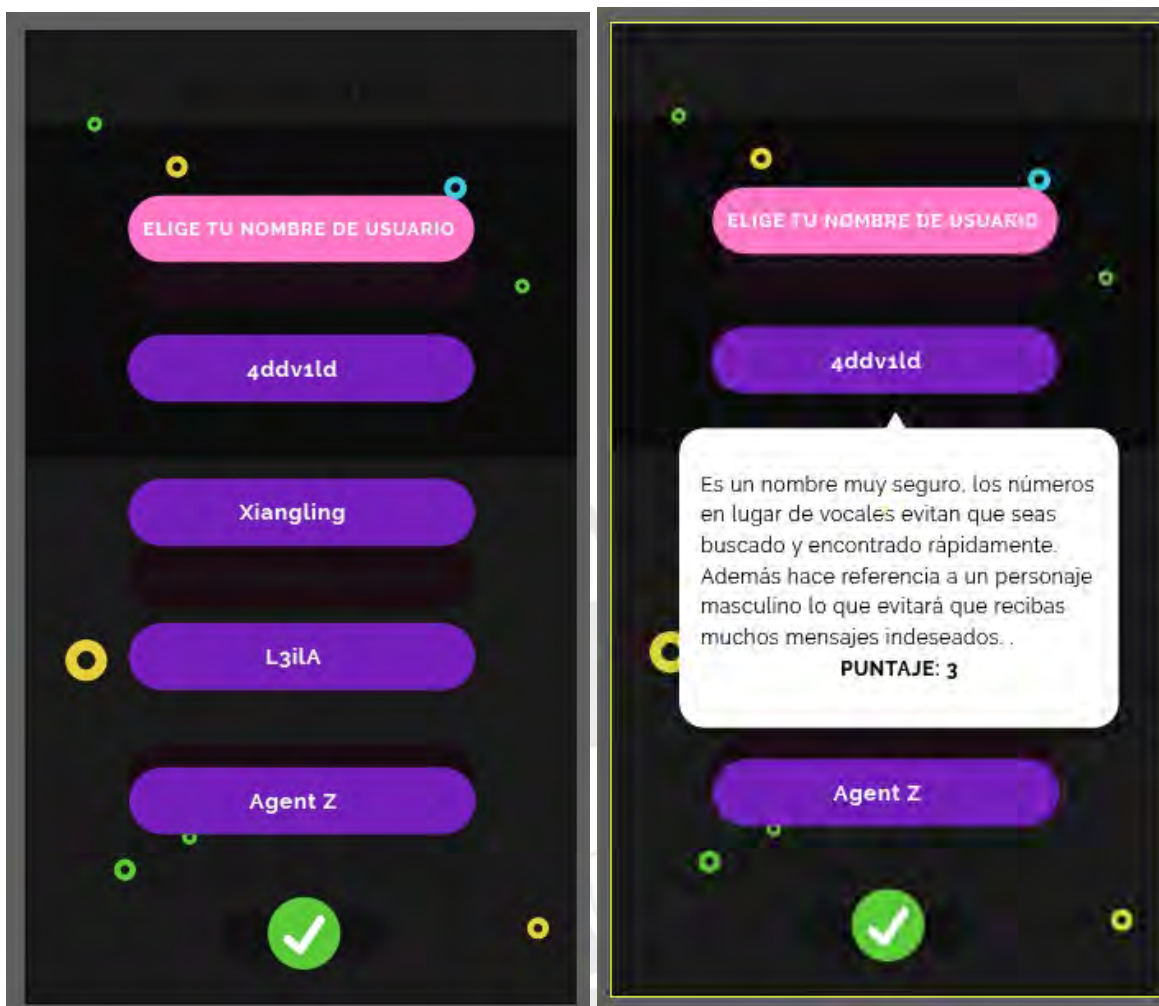 ELIGE TU NOMBRE DE USUARIO
4ddv1ld
Xiangling
L3ilA
Agent Z
ELIGE TU NOMBRE DE USUARIO
4ddv1ld
Es un nombre muy seguro, los números
en lugar de vocales evitan que seas
buscado y encontrado rápidamente.
Además hace referencia a un personaje
masculino lo que evitará que recibas
muchos mensajes indeseados. .
PUNTAJE: 3
Agent Z